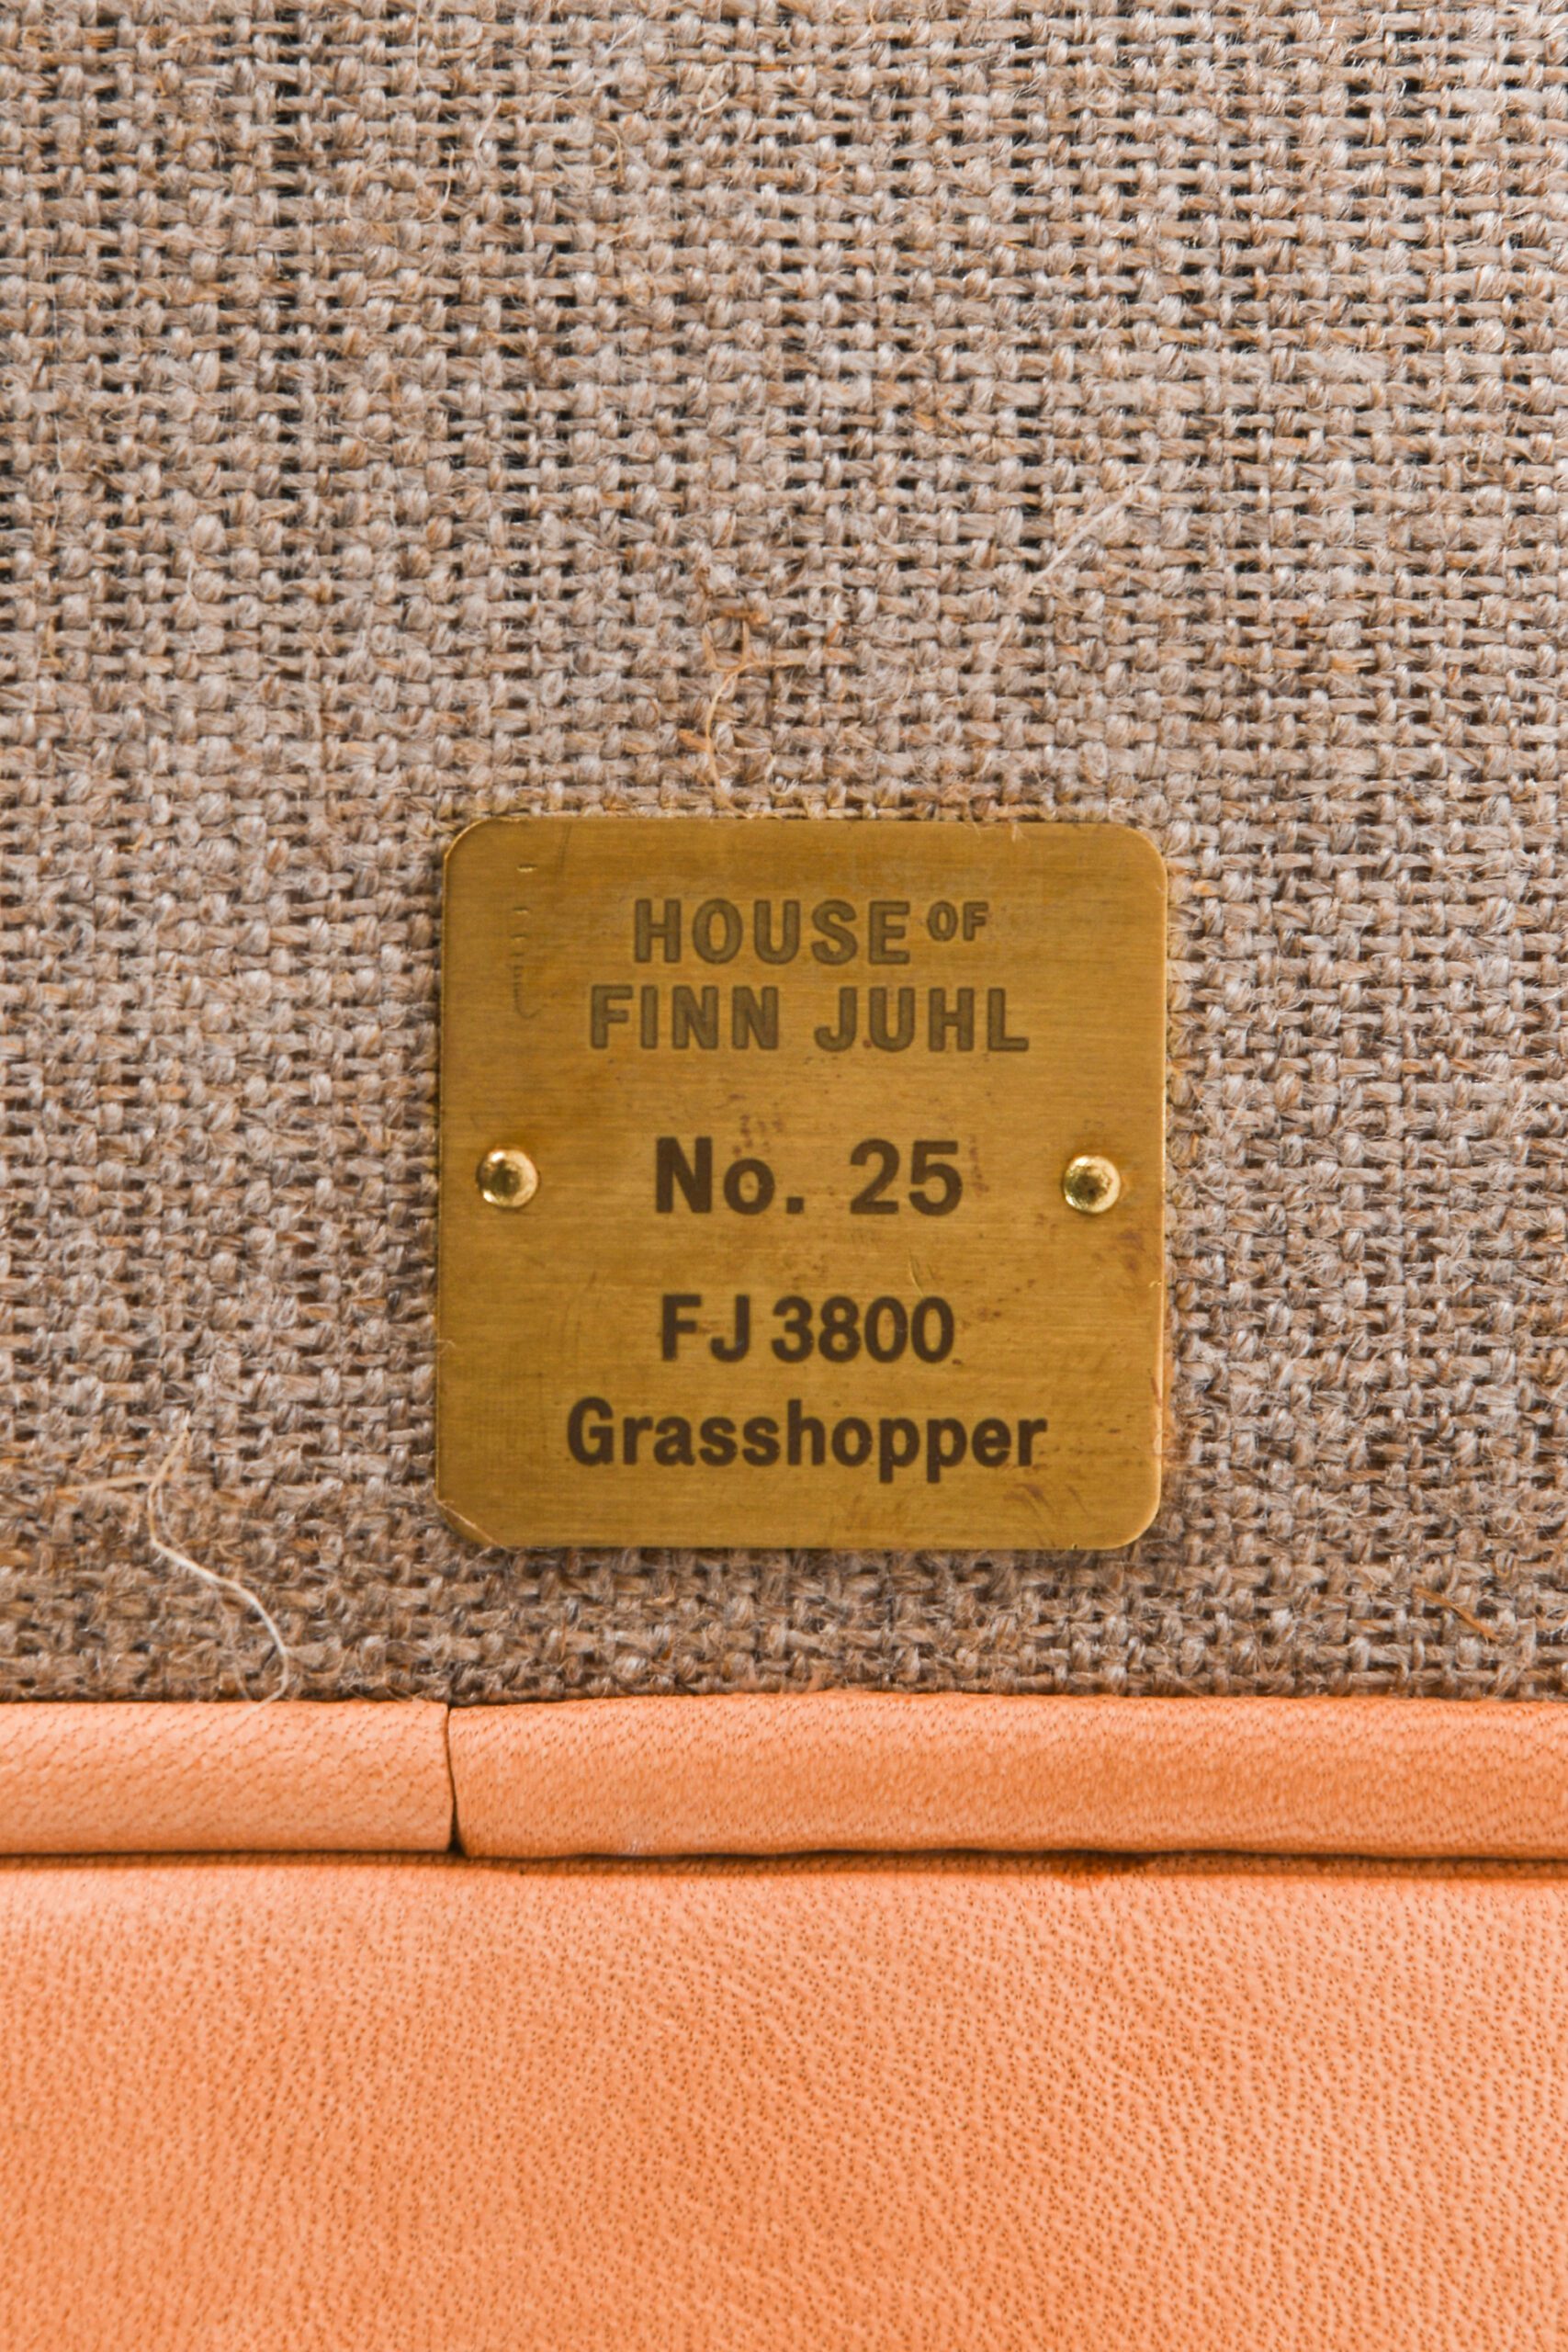 HOUSE OF
FINN JUHL
No. 25
FJ 3800
Grasshopper